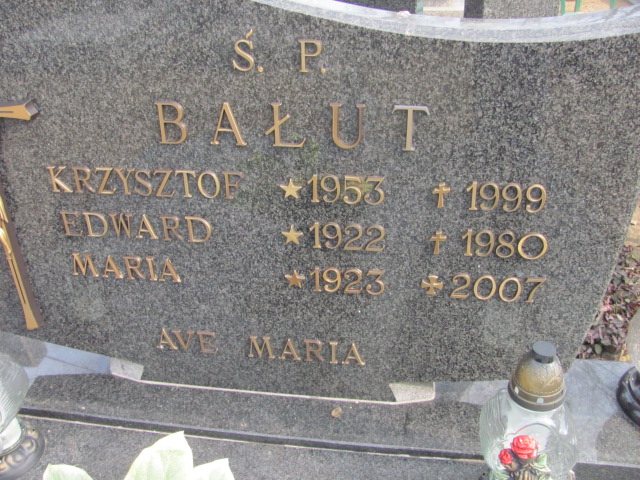 Ś. P.
BAŁUT
KRZYSZTOF ★1953 ✝1999
EDWARD ★1922 ✝1980
MARIA ★1923 ✠2007
AVE MARIA